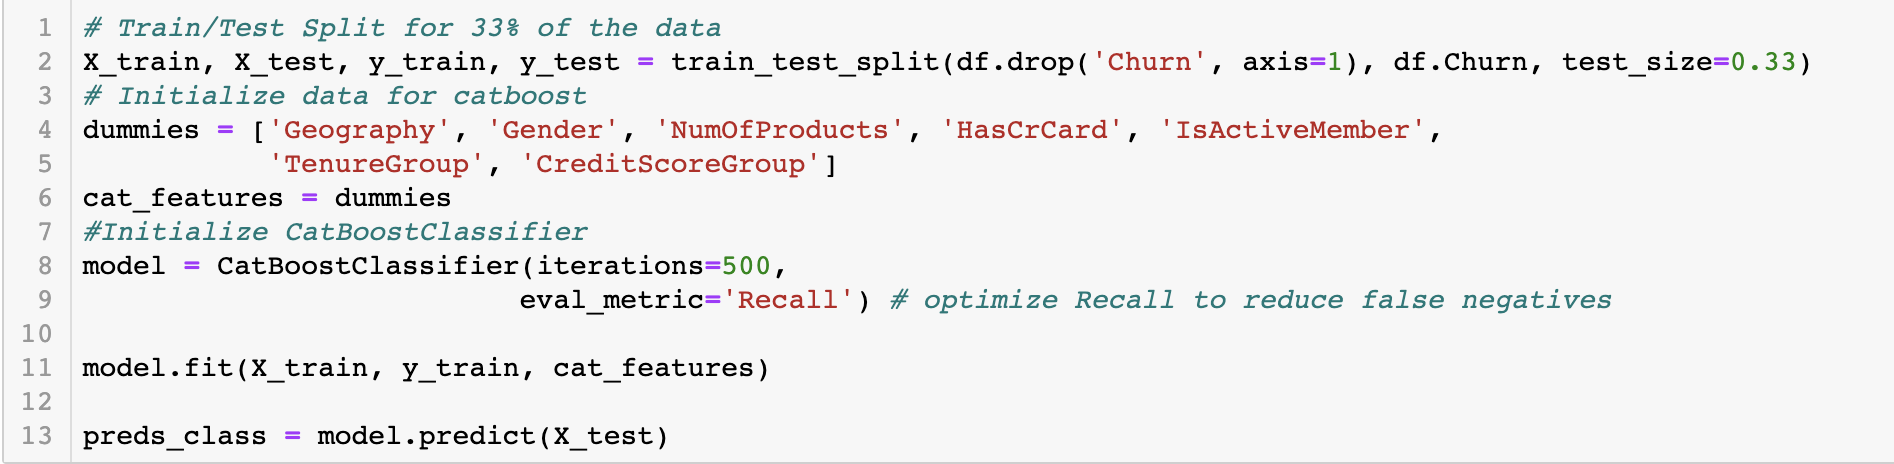 1 # Train/Test Split for 33% of the data
2 X_train, X_test, y_train, y_test = train_test_split(df.drop('Churn', axis=1), df.Churn, test_size=0.33)
3 # Initialize data for catboost
4 dummies = ['Geography', 'Gender', 'NumOfProducts', 'HasCrCard', 'IsActiveMember',
5            'TenureGroup', 'CreditScoreGroup']
6 cat_features = dummies
7 #Initialize CatBoostClassifier
8 model = CatBoostClassifier(iterations=500,
9                           eval_metric='Recall') # optimize Recall to reduce false negatives
10
11 model.fit(X_train, y_train, cat_features)
12
13 preds_class = model.predict(X_test)